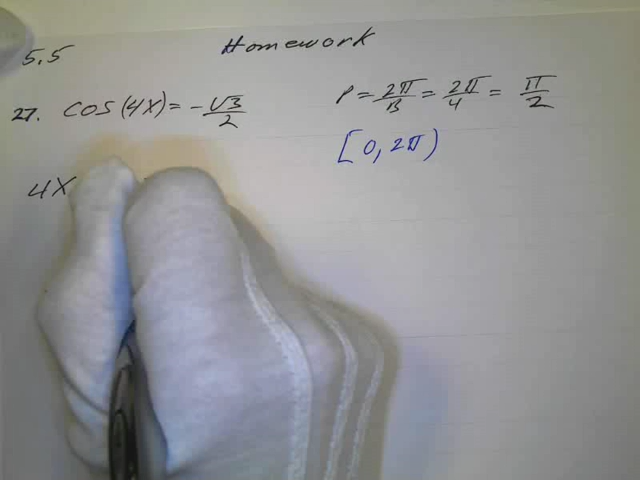 5.5 Homework
27. COS(4X) = -√3/2 P = 2π/B = 2π/4 = π/2
[0, 2π)
4X